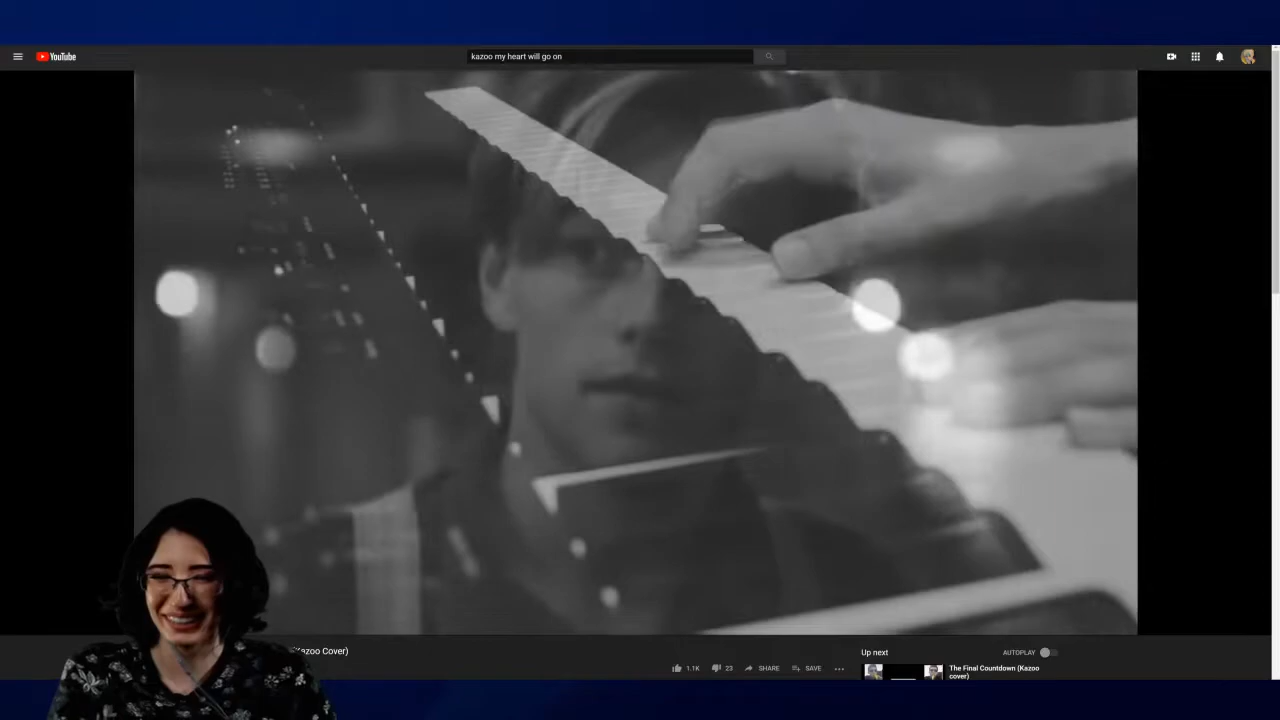 YouTube
kazoo my heart will go on
Kazoo Cover)
1.1K
23
SHARE
SAVE
Up next
AUTOPLAY
The Final Countdown (Kazoo
cover)